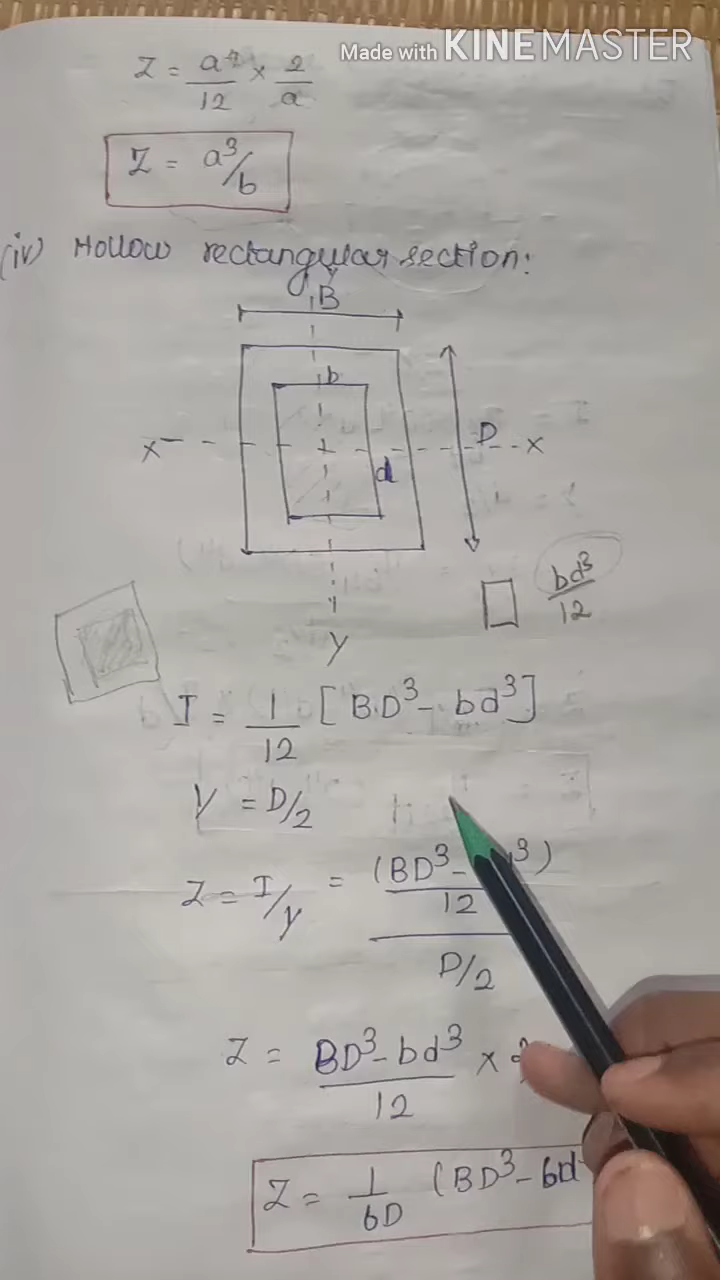 Made with KINEMASTER
Z = a⁴/12 × 2/a
Z = a³/b
(iv) Hollow rectangular section:
Y
B
b
X X
D
d
bd³/12
Y
I = 1/12 [BD³ - bd³]
Y = D/2
Z = I/y = (BD³ - ³)/12 / D/2
Z = BD³ - bd³/12 ×
Z = 1/6D (BD³ - bd